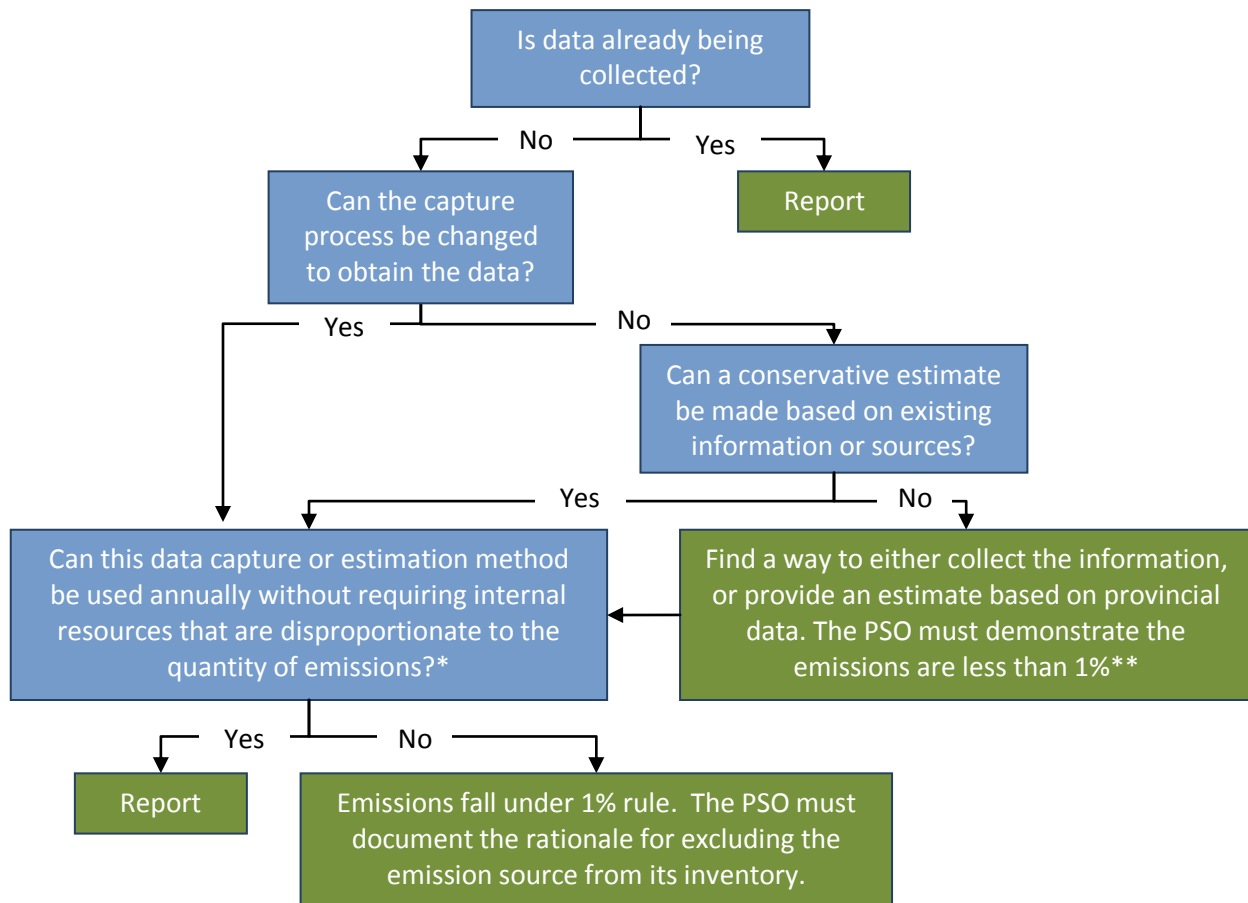 Is data already being
collected?
No
Yes
Can the capture
process be changed
to obtain the data?
Report
Yes
No
Can a conservative estimate
be made based on existing
information or sources?
Yes
No
Can this data capture or estimation method
be used annually without requiring internal
resources that are disproportionate to the
quantity of emissions?*
Find a way to either collect the information,
or provide an estimate based on provincial
data. The PSO must demonstrate the
emissions are less than 1%**
Yes
No
Report
Emissions fall under 1% rule.  The PSO must
document the rationale for excluding the
emission source from its inventory.